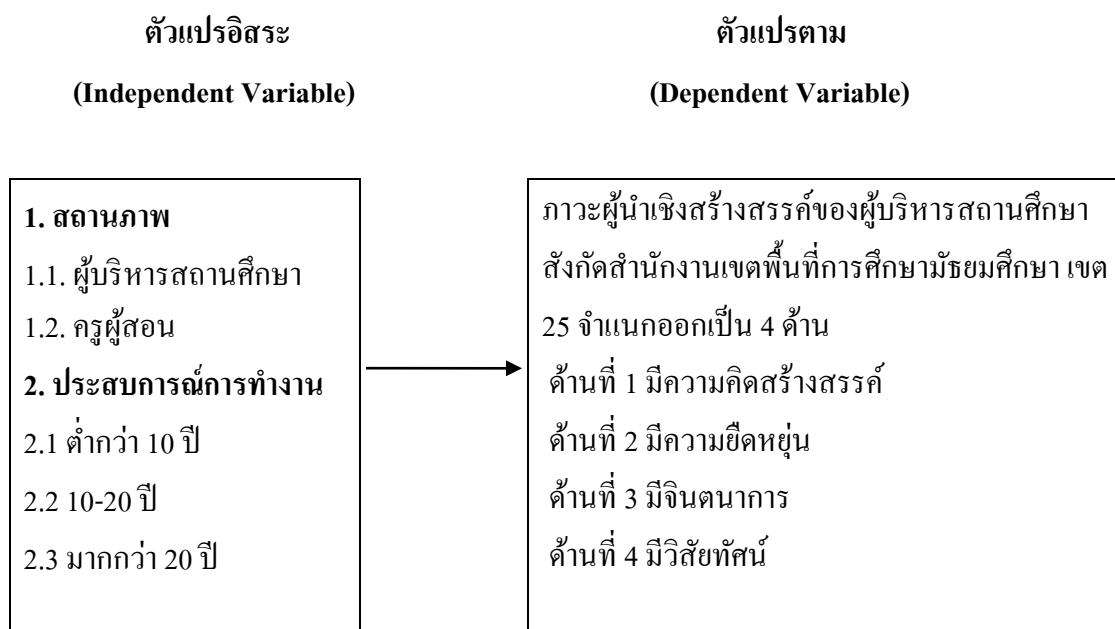 ตัวแปรอิสระ
(Independent Variable)
ตัวแปรตาม
(Dependent Variable)
1. สถานภาพ
1.1. ผู้บริหารสถานศึกษา
1.2. ครูผู้สอน
2. ประสบการณ์การทำงาน
2.1 ต่ำกว่า 10 ปี
2.2 10-20 ปี
2.3 มากกว่า 20 ปี
ภาวะผู้นำเชิงสร้างสรรค์ของผู้บริหารสถานศึกษา
สังกัดสำนักงานเขตพื้นที่การศึกษามัธยมศึกษา เขต
25 จำแนกออกเป็น 4 ด้าน
ด้านที่ 1 มีความคิดสร้างสรรค์
ด้านที่ 2 มีความยืดหยุ่น
ด้านที่ 3 มีจินตนาการ
ด้านที่ 4 มีวิสัยทัศน์